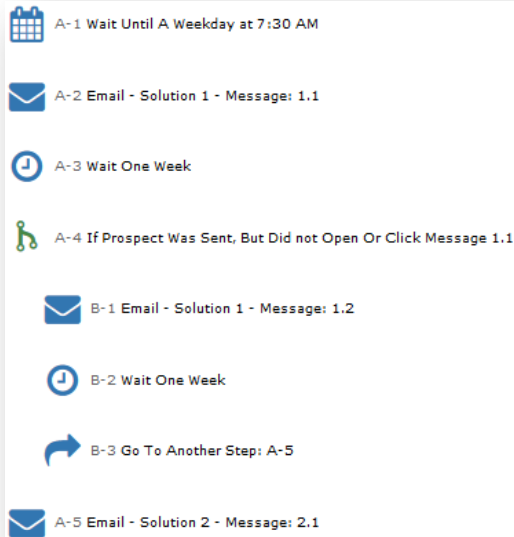 A-1 Wait Until A Weekday at 7:30 AM
A-2 Email - Solution 1 - Message: 1.1
A-3 Wait One Week
A-4 If Prospect Was Sent, But Did not Open Or Click Message 1.1
B-1 Email - Solution 1 - Message: 1.2
B-2 Wait One Week
B-3 Go To Another Step: A-5
A-5 Email - Solution 2 - Message: 2.1